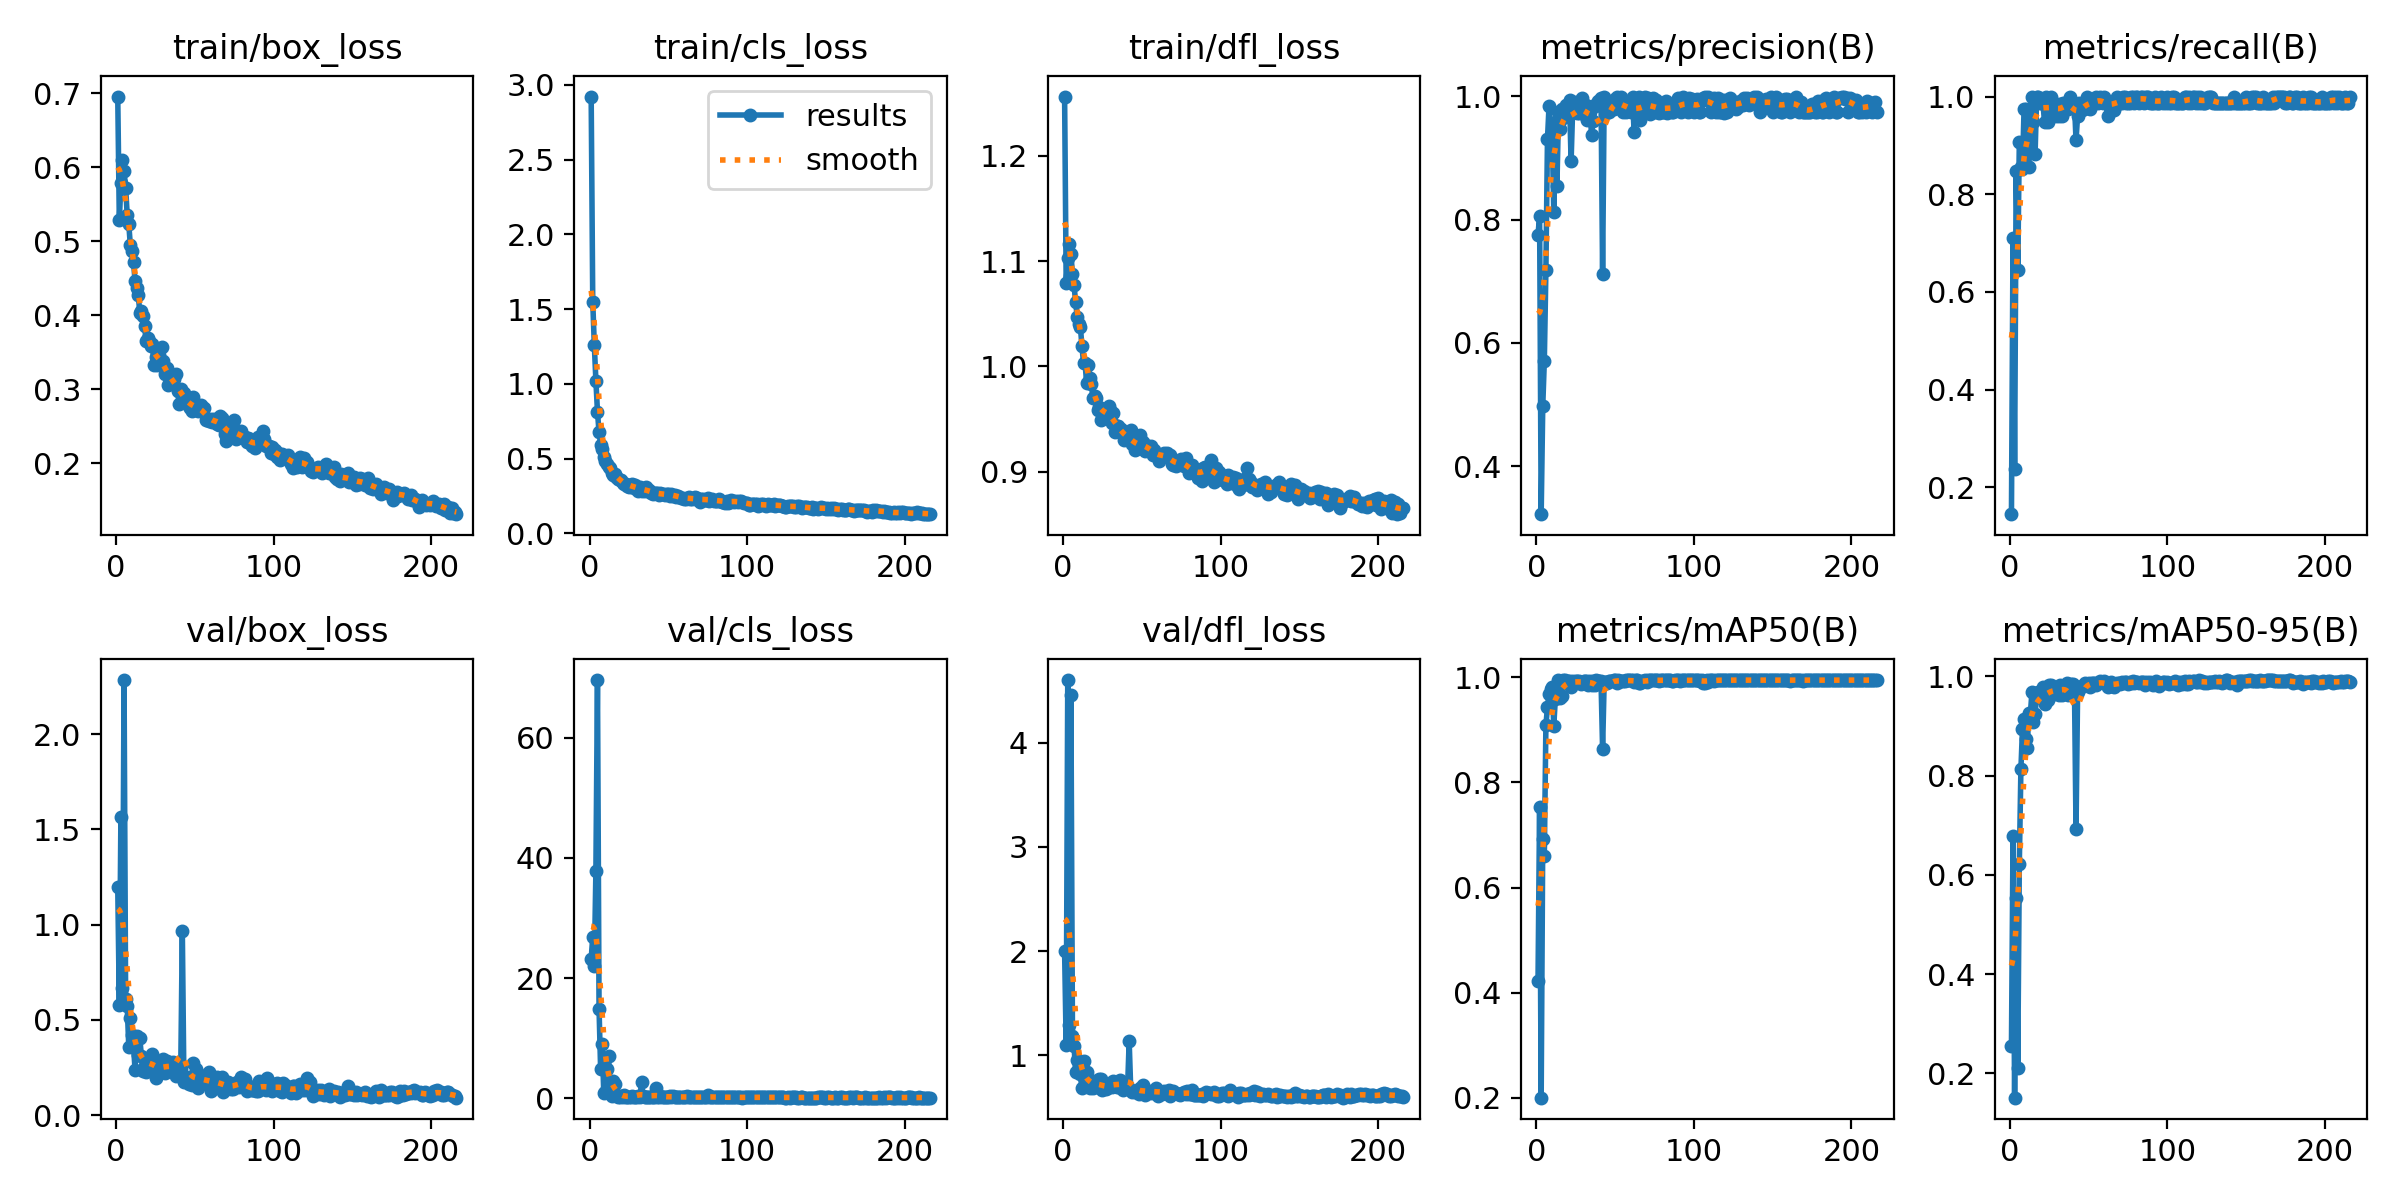 train/box_loss
0.7
0.6
0.5
0.4
0.3
0.2
0 100 200
train/cls_loss
3.0
2.5
2.0
1.5
1.0
0.5
0.0
0 100 200
results
smooth
train/dfl_loss
1.2
1.1
1.0
0.9
0 100 200
metrics/precision(B)
1.0
0.8
0.6
0.4
0 100 200
metrics/recall(B)
1.0
0.8
0.6
0.4
0.2
0 100 200
val/box_loss
2.0
1.5
1.0
0.5
0.0
0 100 200
val/cls_loss
60
40
20
0
0 100 200
val/dfl_loss
4
3
2
1
0 100 200
metrics/mAP50(B)
1.0
0.8
0.6
0.4
0.2
0 100 200
metrics/mAP50-95(B)
1.0
0.8
0.6
0.4
0.2
0 100 200